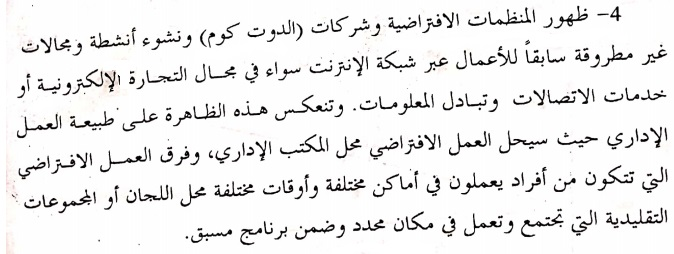 4- ظهور المنظمات الافتراضية وشركات (الدوت كوم) ونشوء أنشطة ومجالات
غير مطروقة سابقاً للأعمال عبر شبكة الإنترنت سواء في مجال التجارة الإلكترونية أو
خدمات الاتصالات وتبادل المعلومات. وتنعكس هذه الظاهرة على طبيعة العمل
الإداري حيث سيحل العمل الافتراضي محل المكتب الإداري، وفرق العمل الافتراضي
التي تتكون من أفراد يعملون في أماكن مختلفة وأوقات مختلفة محل اللجان أو المجموعات
التقليدية التي تجتمع وتعمل في مكان محدد وضمن برنامج مسبق.